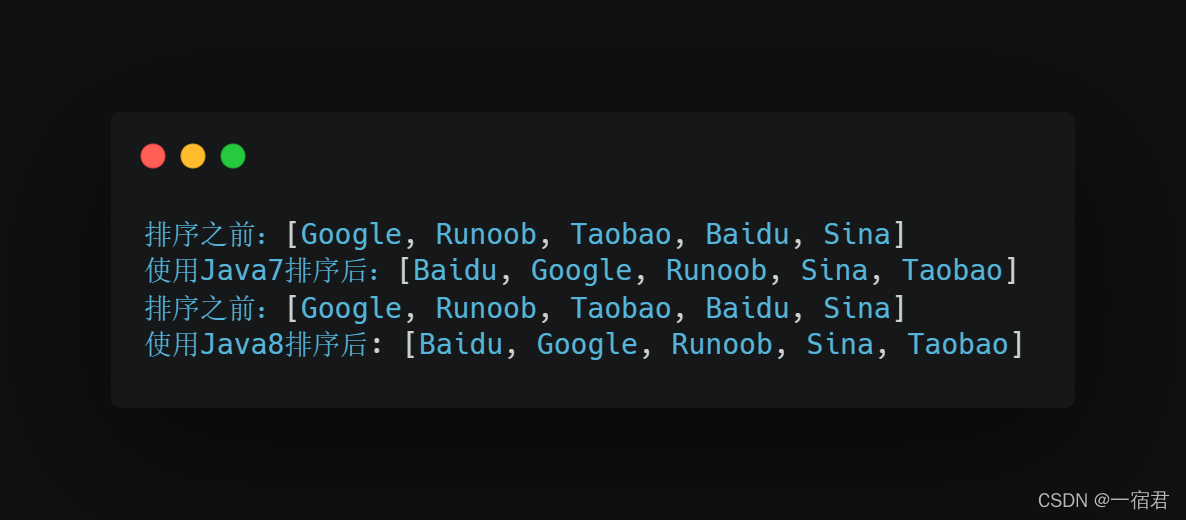 排序之前：[Google, Runoob, Taobao, Baidu, Sina]
使用Java7排序后：[Baidu, Google, Runoob, Sina, Taobao]
排序之前：[Google, Runoob, Taobao, Baidu, Sina]
使用Java8排序后: [Baidu, Google, Runoob, Sina, Taobao]
CSDN @一宿君